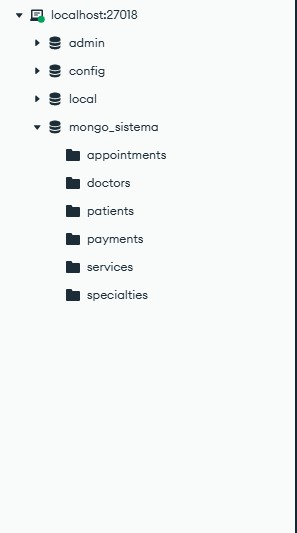 localhost:27018
admin
config
local
mongo_sistema
appointments
doctors
patients
payments
services
specialties